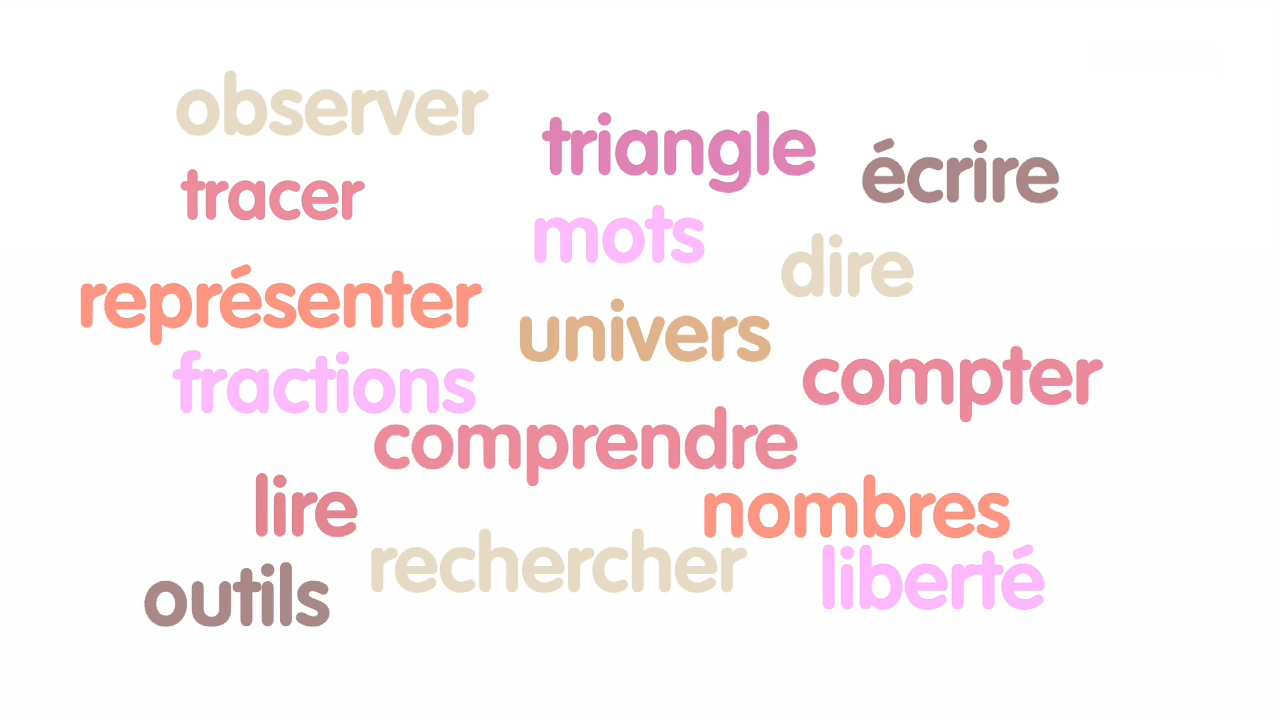 observer
triangle
écrire
tracer
mots
dire
représenter
univers
fractions
compter
comprendre
lire
nombres
rechercher
liberté
outils